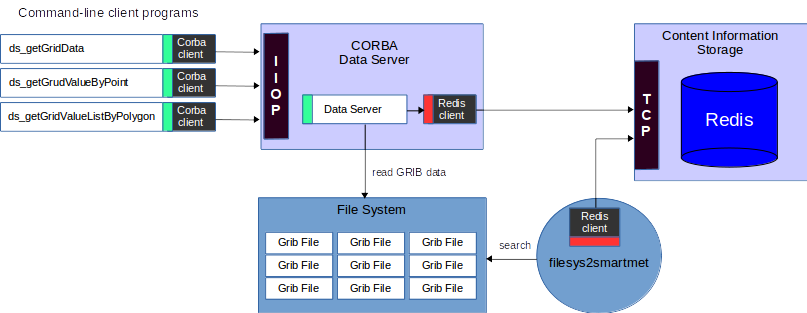 Command-line client programs
ds_getGridData
Corba
client
ds_getGrudValueByPoint
Corba
client
ds_getGridValueListByPolygon
Corba
client
I
I
O
P
CORBA
Data Server
Data Server
Redis
client
read GRIB data
File System
Grib File Grib File Grib File
Grib File Grib File Grib File
Grib File Grib File Grib File
search
Redis
client
filesys2smartmet
Content Information
Storage
T
C
P
Redis